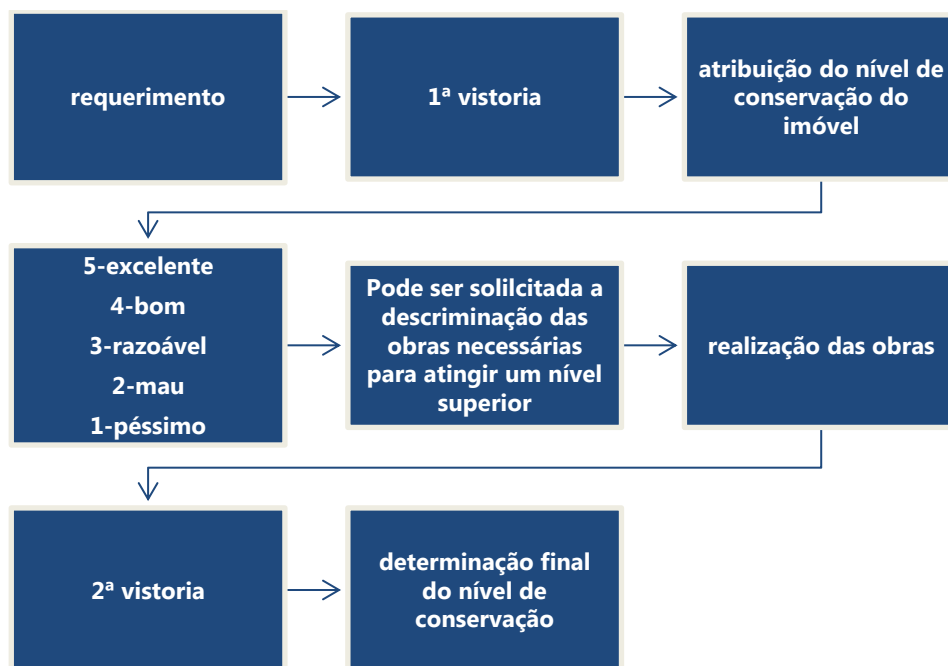 requerimento
1ª vistoria
atribuição do nível de
conservação do
imóvel
5-excelente
4-bom
3-razoável
2-mau
1-péssimo
Pode ser solilcitada a
descriminação das
obras necessárias
para atingir um nível
superior
realização das obras
2ª vistoria
determinação final
do nível de
conservação